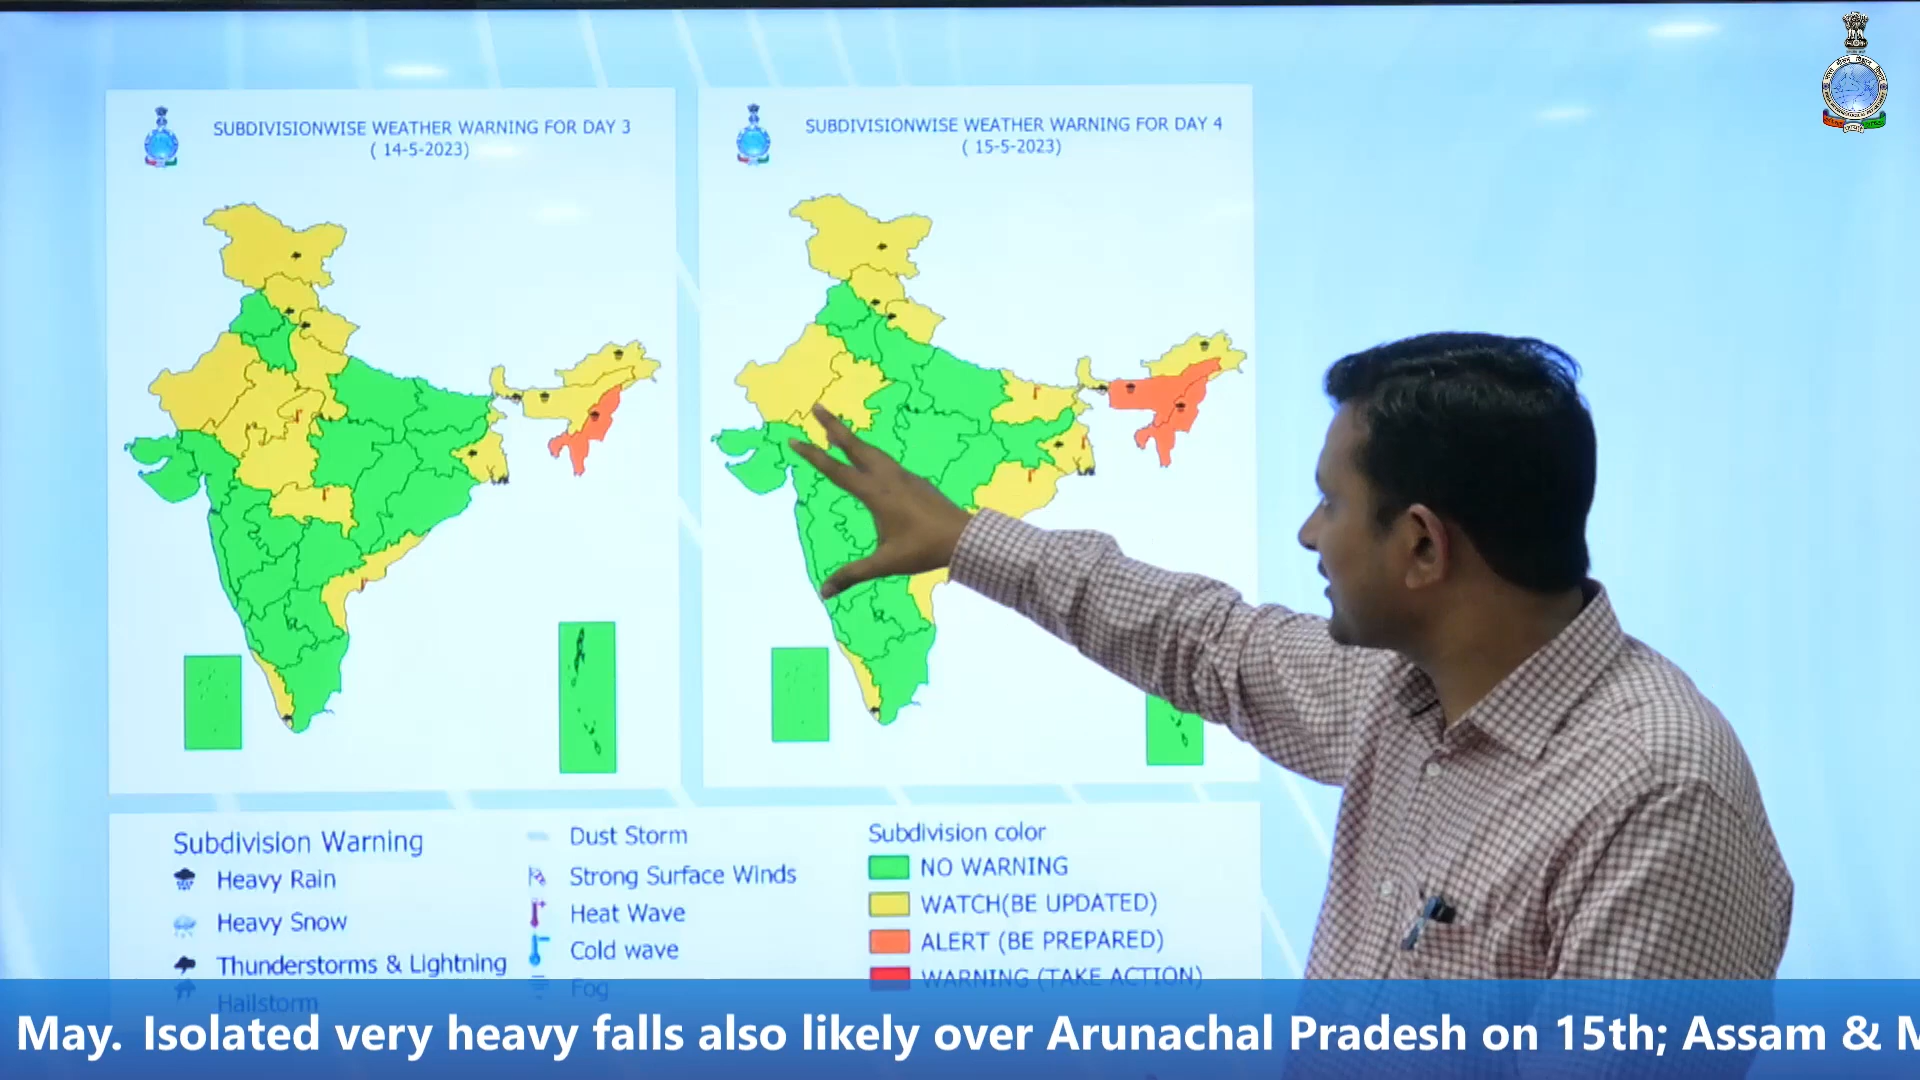 SUBDIVISIONWISE WEATHER WARNING FOR DAY 3
( 14-5-2023)
SUBDIVISIONWISE WEATHER WARNING FOR DAY 4
( 15-5-2023)
Subdivision Warning
Heavy Rain
Heavy Snow
Thunderstorms & Lightning
Hailstorm
Dust Storm
Strong Surface Winds
Heat Wave
Cold wave
Fog
Subdivision color
NO WARNING
WATCH(BE UPDATED)
ALERT (BE PREPARED)
WARNING (TAKE ACTION)
May. Isolated very heavy falls also likely over Arunachal Pradesh on 15th; Assam & M